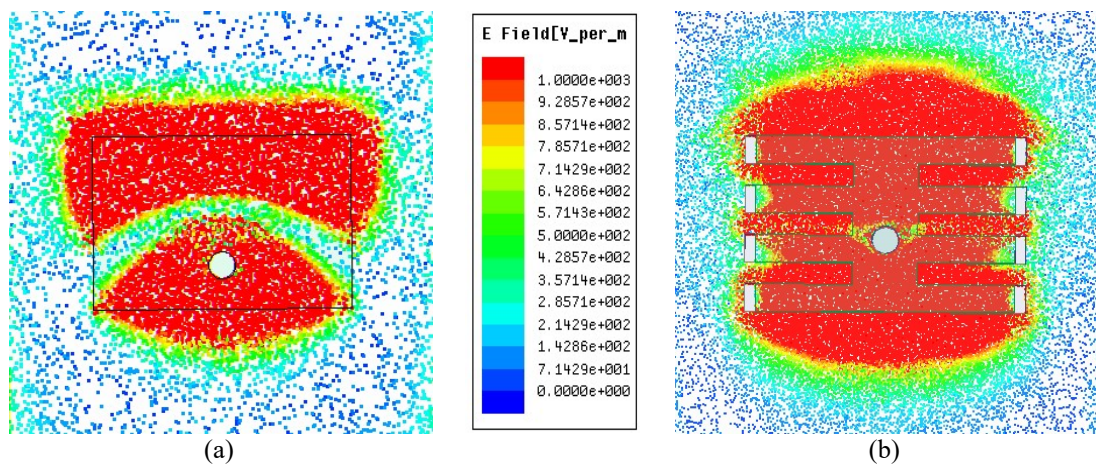 E Field[V_per_m
1.0000e+003
9.2857e+002
8.5714e+002
7.8571e+002
7.1429e+002
6.4286e+002
5.7143e+002
5.0000e+002
4.2857e+002
3.5714e+002
2.8571e+002
2.1429e+002
1.4286e+002
7.1429e+001
0.0000e+000
(a)
(b)